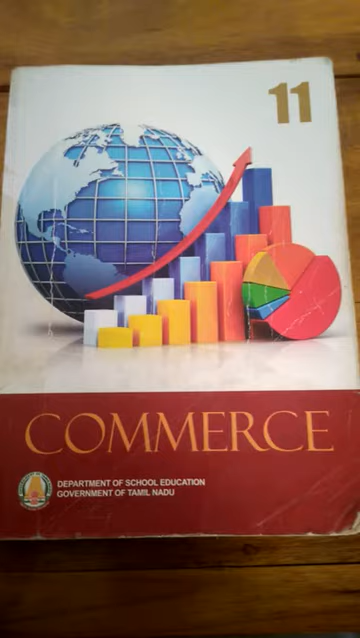 11
COMMERCE
DEPARTMENT OF SCHOOL EDUCATION
GOVERNMENT OF TAMIL NADU